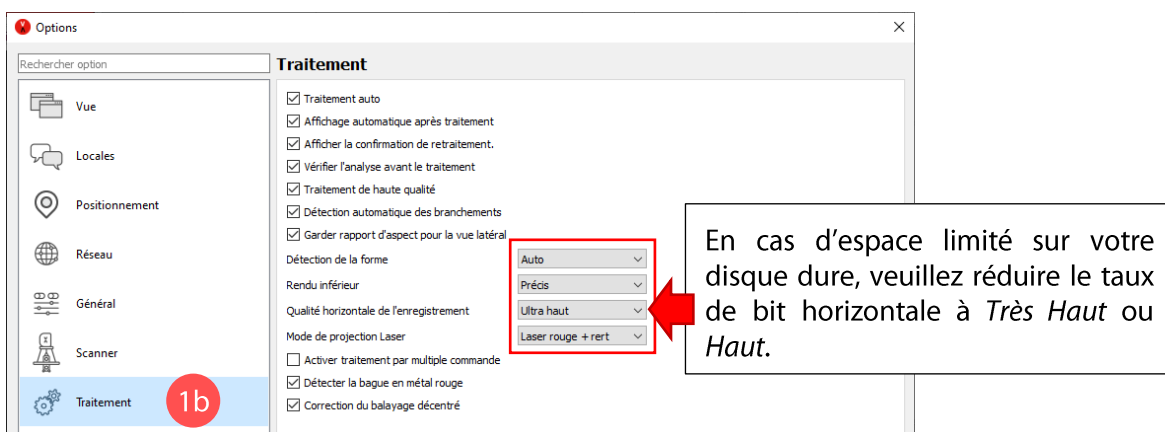 Options
Rechercher option
Traitement
Vue
Locales
Positionnement
Réseau
Général
Scanner
Traitement
1b
Traitement auto
Affichage automatique après traitement
Afficher la confirmation de retraitement.
Vérifier l'analyse avant le traitement
Traitement de haute qualité
Détection automatique des branchements
Garder rapport d'aspect pour la vue latéral
Détection de la forme Auto
Rendu inférieur Précis
Qualité horizontale de l'enregistrement Ultra haut
Mode de projection Laser Laser rouge + rert
Activer traitement par multiple commande
Détecter la bague en métal rouge
Correction du balayage décentré
En cas d'espace limité sur votre
disque dure, veuillez réduire le taux
de bit horizontale à Très Haut ou
Haut.